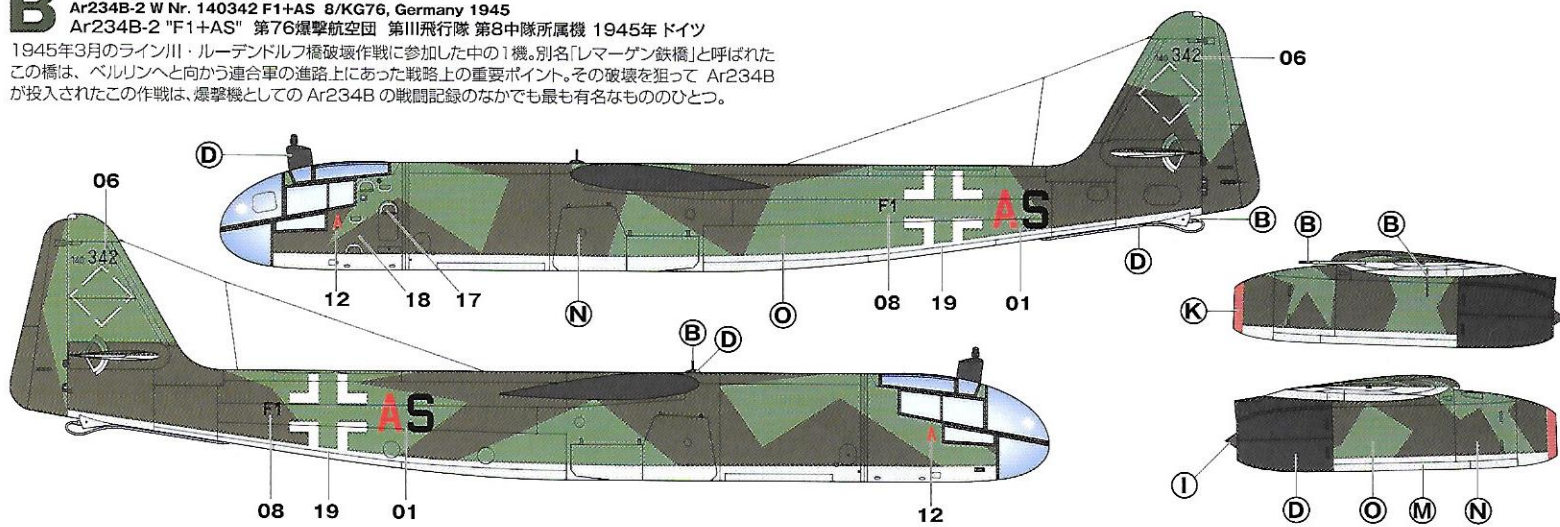 B
Ar234B-2 W Nr. 140342 F1+AS 8/KG76, Germany 1945
Ar234B-2 "F1+AS" 第76爆撃航空団 第III飛行隊 第8中隊所属機 1945年 ドイツ
1945年3月のライン川・ルーデンドルフ橋破壊作戦に参加した中の1機。別名「レマーゲン鉄橋」と呼ばれた
この橋は、ベルリンへと向かう連合軍の進路上にあった戦略上の重要ポイント。その破壊を狙って Ar234B
が投入されたこの作戦は、爆撃機としての Ar234B の戦闘記録のなかでも最も有名なもののひとつ。
140 342
06
D
F1
AS
B
D
12
18
17
N
O
08
19
01
06
140 342
B
D
F1
AS
08
19
01
12
B
B
K
I
D
O
M
N